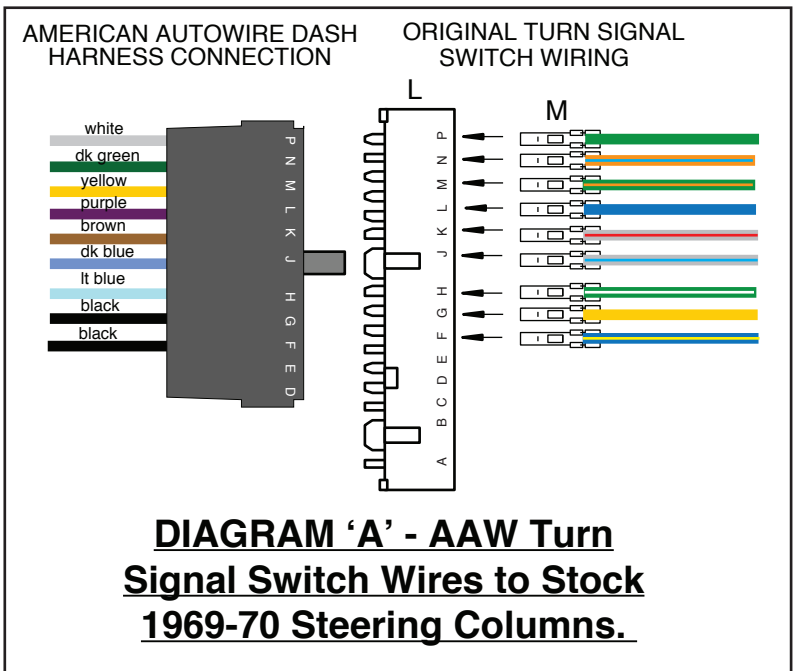 AMERICAN AUTOWIRE DASH
HARNESS CONNECTION
ORIGINAL TURN SIGNAL
SWITCH WIRING
L
M
white
dk green
yellow
purple
brown
dk blue
lt blue
black
black
P
N
M
L
K
J
H
G
F
E
D
P
N
M
L
K
J
H
G
F
E
D
C
B
A
DIAGRAM ‘A’ - AAW Turn
Signal Switch Wires to Stock
1969-70 Steering Columns.